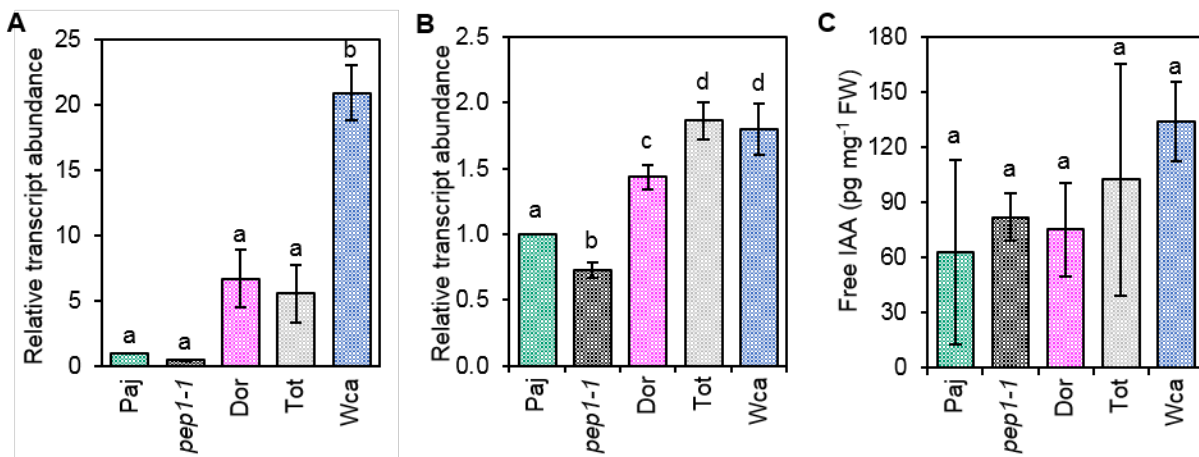 A
Relative transcript abundance
25
20
15
10
5
0
a
a
a
a
b
Paj
pep1-1
Dor
Tot
Wca
B
Relative transcript abundance
2.5
2.0
1.5
1.0
0.5
0.0
a
b
c
d
d
Paj
pep1-1
Dor
Tot
Wca
C
Free IAA (pg mg⁻¹ FW)
180
150
120
90
60
30
0
a
a
a
a
a
Paj
pep1-1
Dor
Tot
Wca